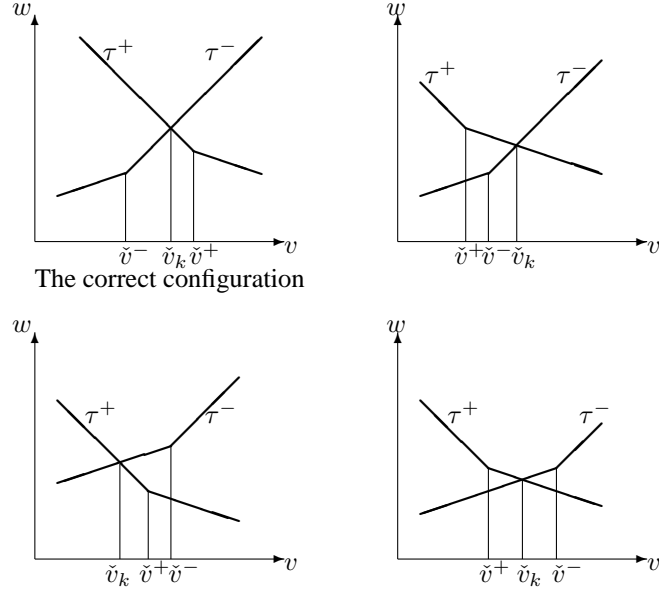 w
τ⁺ τ⁻
v̌⁻ v̌ₖ v̌⁺ v
The correct configuration
w
τ⁺ τ⁻
v̌⁺ v̌⁻ v̌ₖ v
w
τ⁺ τ⁻
v̌ₖ v̌⁺ v̌⁻ v
w
τ⁺ τ⁻
v̌⁺ v̌ₖ v̌⁻ v